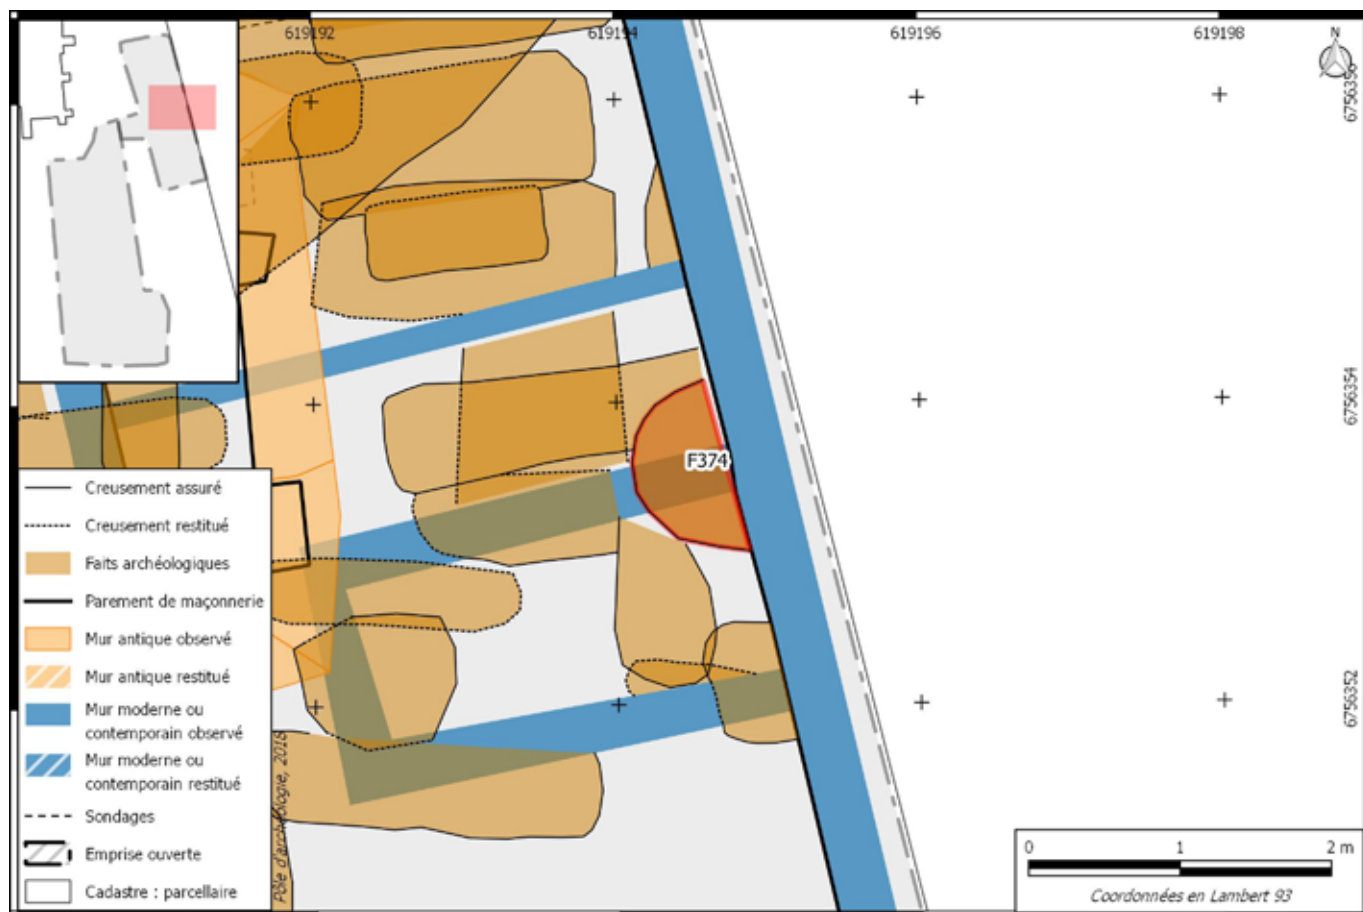 619192
619194
619196
619198
N
6756356
6756354
6756352
F374
Creusement assuré
Creusement restitué
Faits archéologiques
Parement de maçonnerie
Mur antique observé
Mur antique restitué
Mur moderne ou
contemporain observé
Mur moderne ou
contemporain restitué
Sondages
Emprise ouverte
Cadastre : parcellaire
Pôle d'archéologie, 2018
0 1 2 m
Coordonnées en Lambert 93